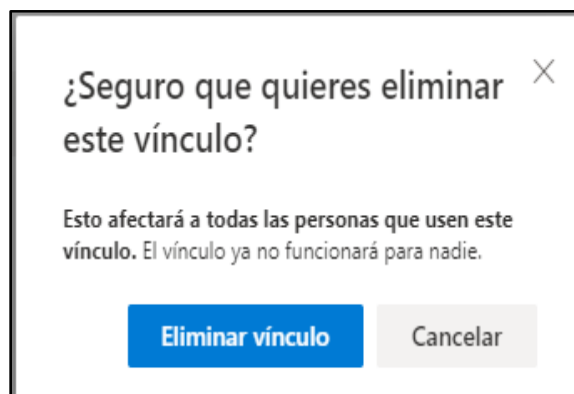 ¿Seguro que quieres eliminar
este vínculo?
Esto afectará a todas las personas que usen este
vínculo. El vínculo ya no funcionará para nadie.
Eliminar vínculo
Cancelar